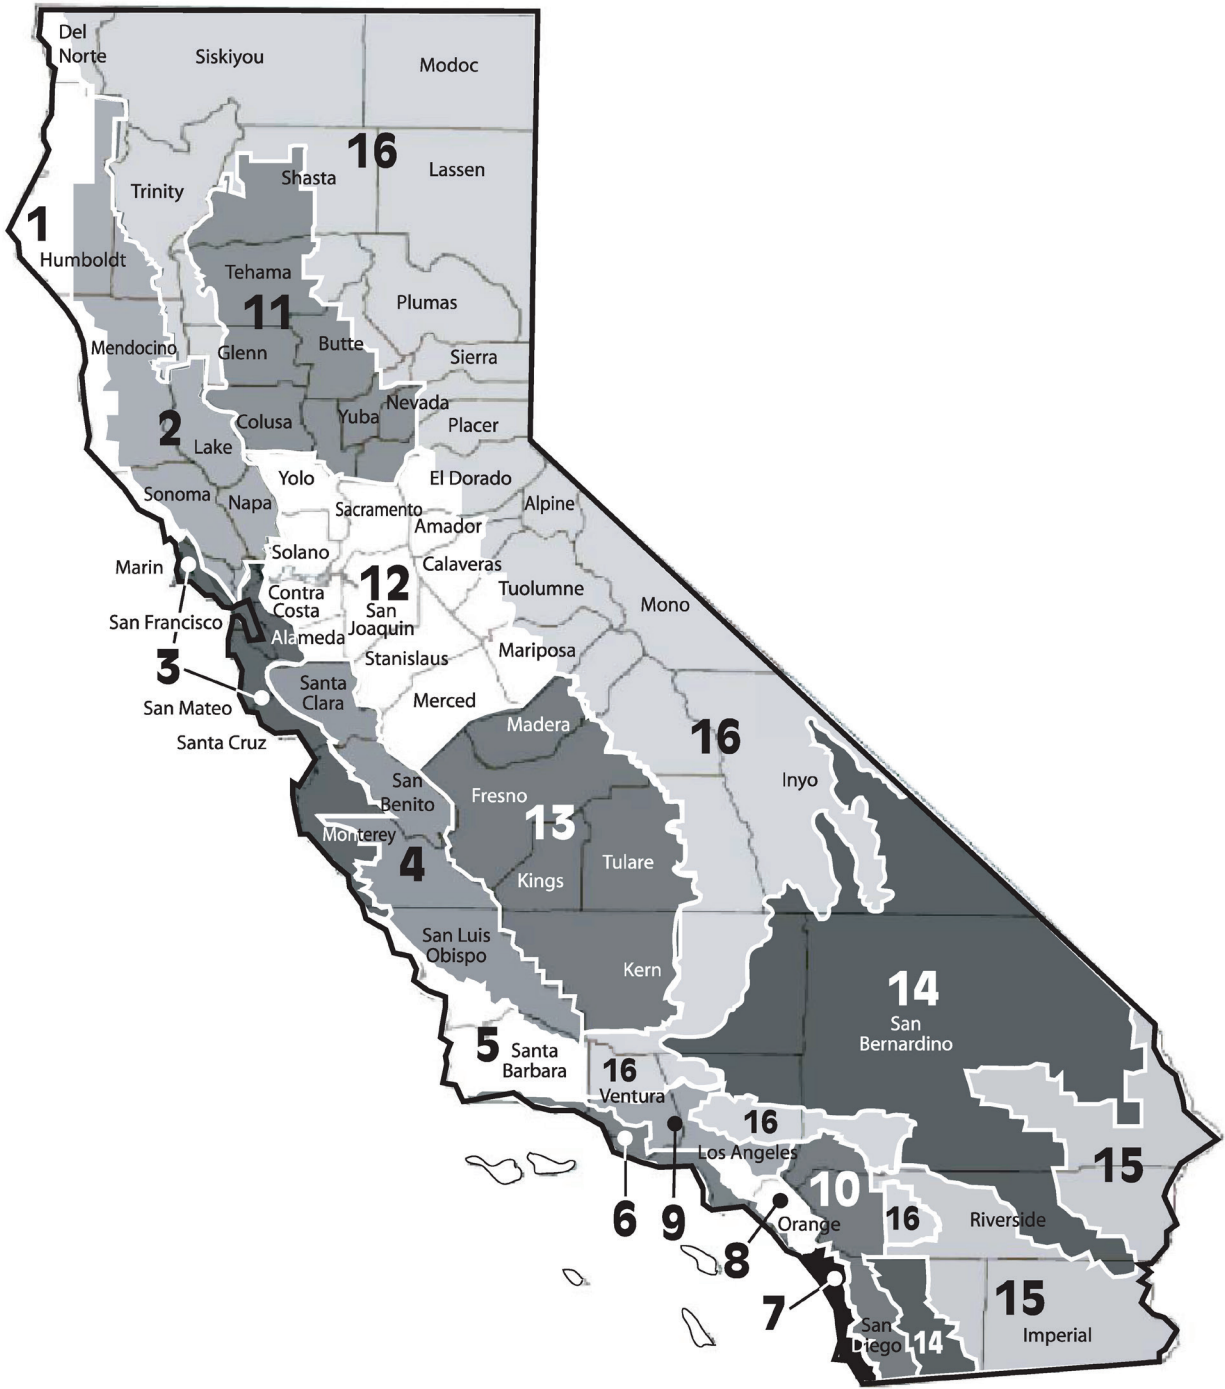 Del
Norte
Siskiyou
Modoc
16
Lassen
Shasta
Trinity
1
Humboldt
Tehama
11
Plumas
Butte
Mendocino
Glenn
Sierra
Nevada
Yuba
Colusa
Placer
2
Lake
Yolo
El Dorado
Sonoma
Napa
Sacramento
Alpine
Amador
Solano
Marin
Calaveras
12
Contra
Costa
Tuolumne
San
Joaquin
Mono
San Francisco
Alameda
Mariposa
Stanislaus
3
Santa
Clara
Merced
San Mateo
Madera
16
Santa Cruz
Inyo
San
Benito
Fresno
13
Monterey
4
Tulare
Kings
San Luis
Obispo
Kern
14
San
Bernardino
5
Santa
Barbara
16
Ventura
16
Los Angeles
15
10
6
9
Orange
16
Riverside
8
7
15
San
Diego
14
Imperial